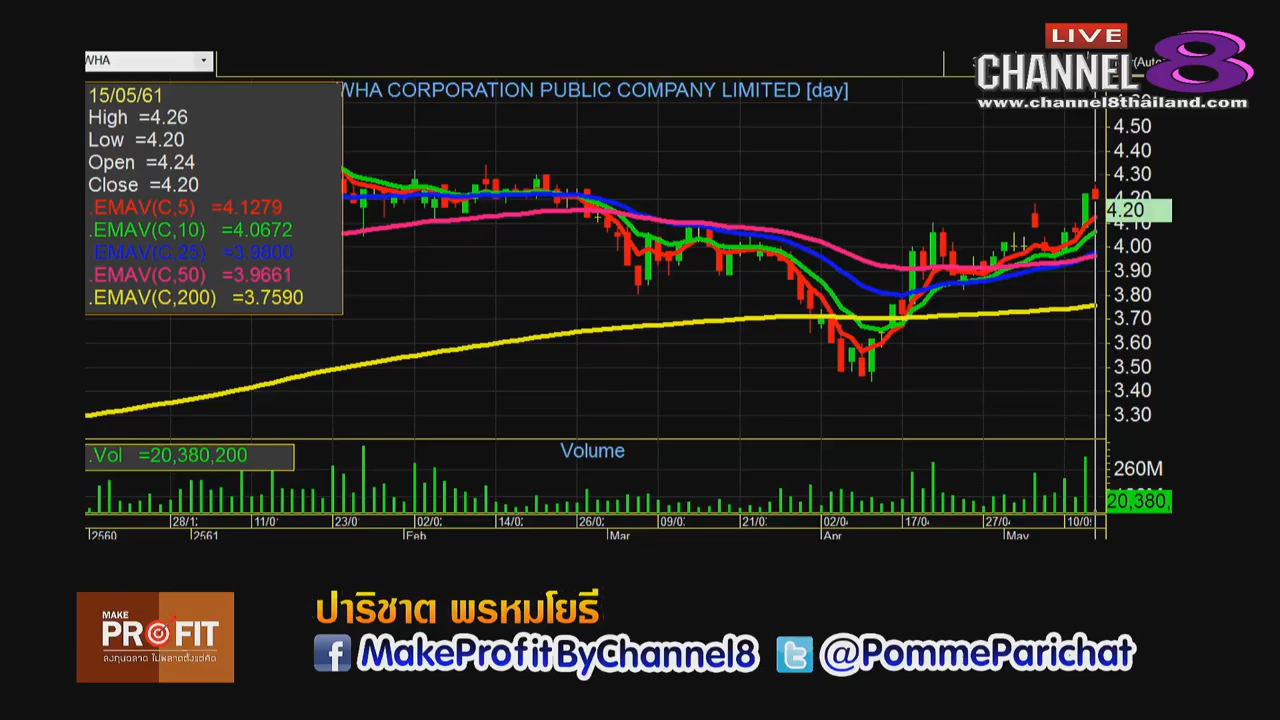 WHA
LIVE
CHANNEL 8
www.channel8thailand.com
WHA CORPORATION PUBLIC COMPANY LIMITED [day]
15/05/61
High =4.26
Low =4.20
Open =4.24
Close =4.20
.EMAV(C,5) =4.1279
.EMAV(C,10) =4.0672
.EMAV(C,25) =3.9800
.EMAV(C,50) =3.9661
.EMAV(C,200) =3.7590
4.50
4.40
4.30
4.20
4.20
4.10
4.00
3.90
3.80
3.70
3.60
3.50
3.40
3.30
.Vol =20,380,200
Volume
260M
20,380,
28/1 11/0 23/0 02/0 14/0 26/0 09/0 21/0 02/0 17/0 27/0 10/0
2560 2561 Feb Mar Apr May
MAKE
PROFIT
ลงทุนฉลาด ไม่พลาดตั้งแต่คิด
ปาริชาต พรหมโยธี
MakeProfitByChannel8
@PommeParichat